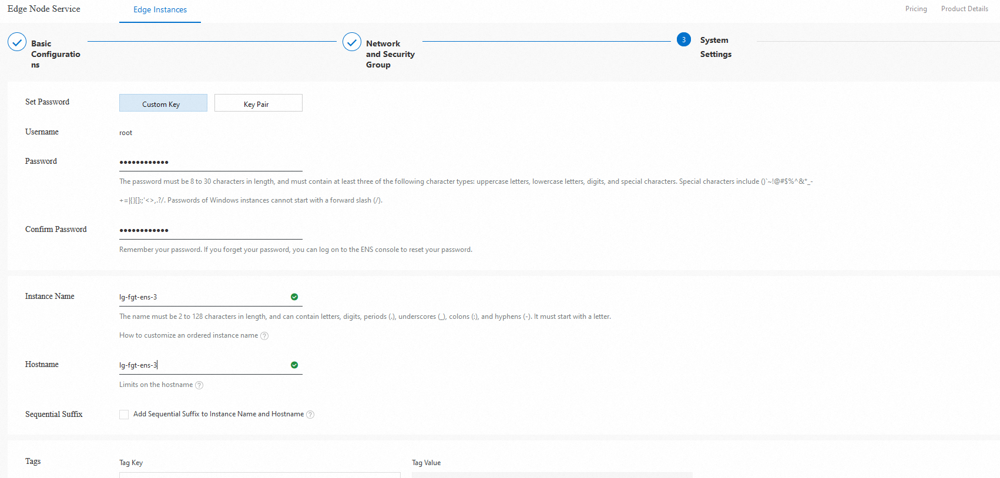 Edge Node Service
Edge Instances
Pricing
Product Details
Basic
Configuratio
ns
Network
and Security
Group
3
System
Settings
Set Password
Custom Key
Key Pair
Username
root
Password
••••••••••••
The password must be 8 to 30 characters in length, and must contain at least three of the following character types: uppercase letters, lowercase letters, digits, and special characters. Special characters include ()`~!@#$%^&*_-
+=|{}[]:;'<>,.?/. Passwords of Windows instances cannot start with a forward slash (/).
Confirm Password
••••••••••••
Remember your password. If you forget your password, you can log on to the ENS console to reset your password.
Instance Name
lg-fgt-ens-3
The name must be 2 to 128 characters in length, and can contain letters, digits, periods (.), underscores (_), colons (:), and hyphens (-). It must start with a letter.
How to customize an ordered instance name ?
Hostname
lg-fgt-ens-3
Limits on the hostname ?
Sequential Suffix
Add Sequential Suffix to Instance Name and Hostname ?
Tags
Tag Key
Tag Value